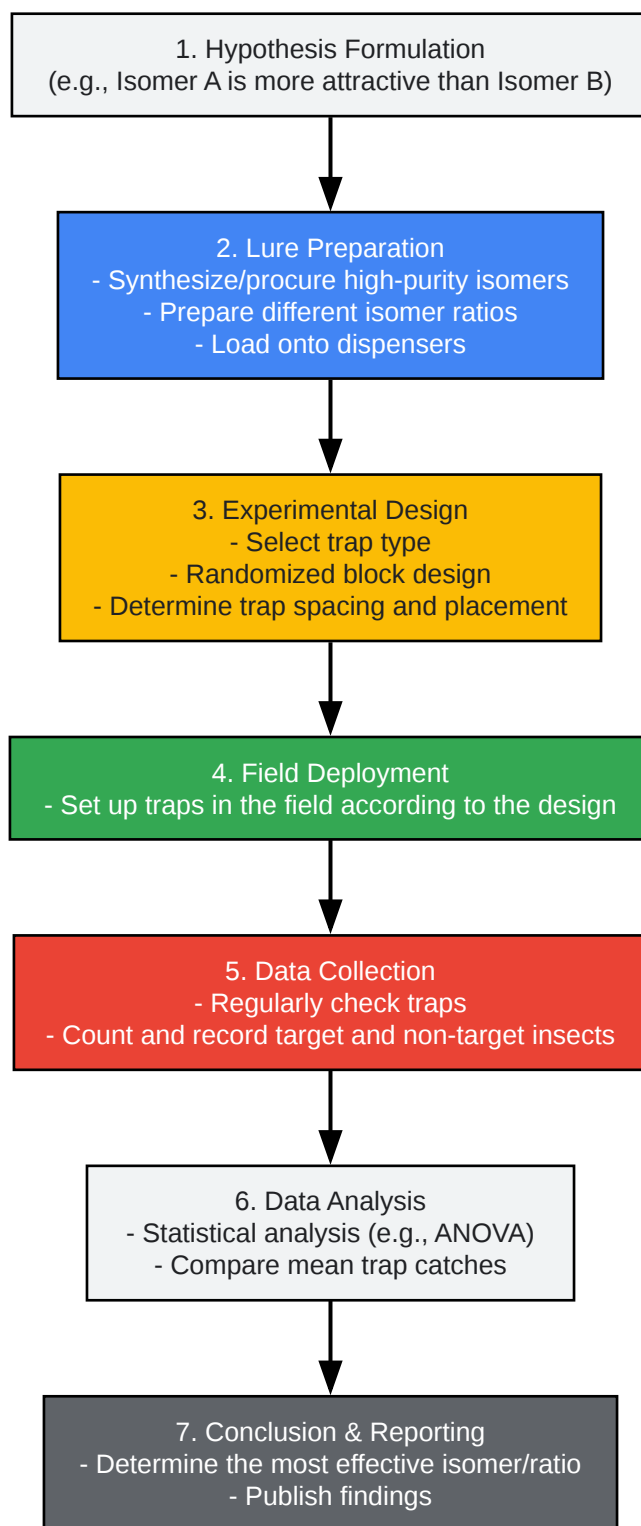 1. Hypothesis Formulation
(e.g., Isomer A is more attractive than Isomer B)
2. Lure Preparation
- Synthesize/procure high-purity isomers
- Prepare different isomer ratios
- Load onto dispensers
3. Experimental Design
- Select trap type
- Randomized block design
- Determine trap spacing and placement
4. Field Deployment
- Set up traps in the field according to the design
5. Data Collection
- Regularly check traps
- Count and record target and non-target insects
6. Data Analysis
- Statistical analysis (e.g., ANOVA)
- Compare mean trap catches
7. Conclusion & Reporting
- Determine the most effective isomer/ratio
- Publish findings